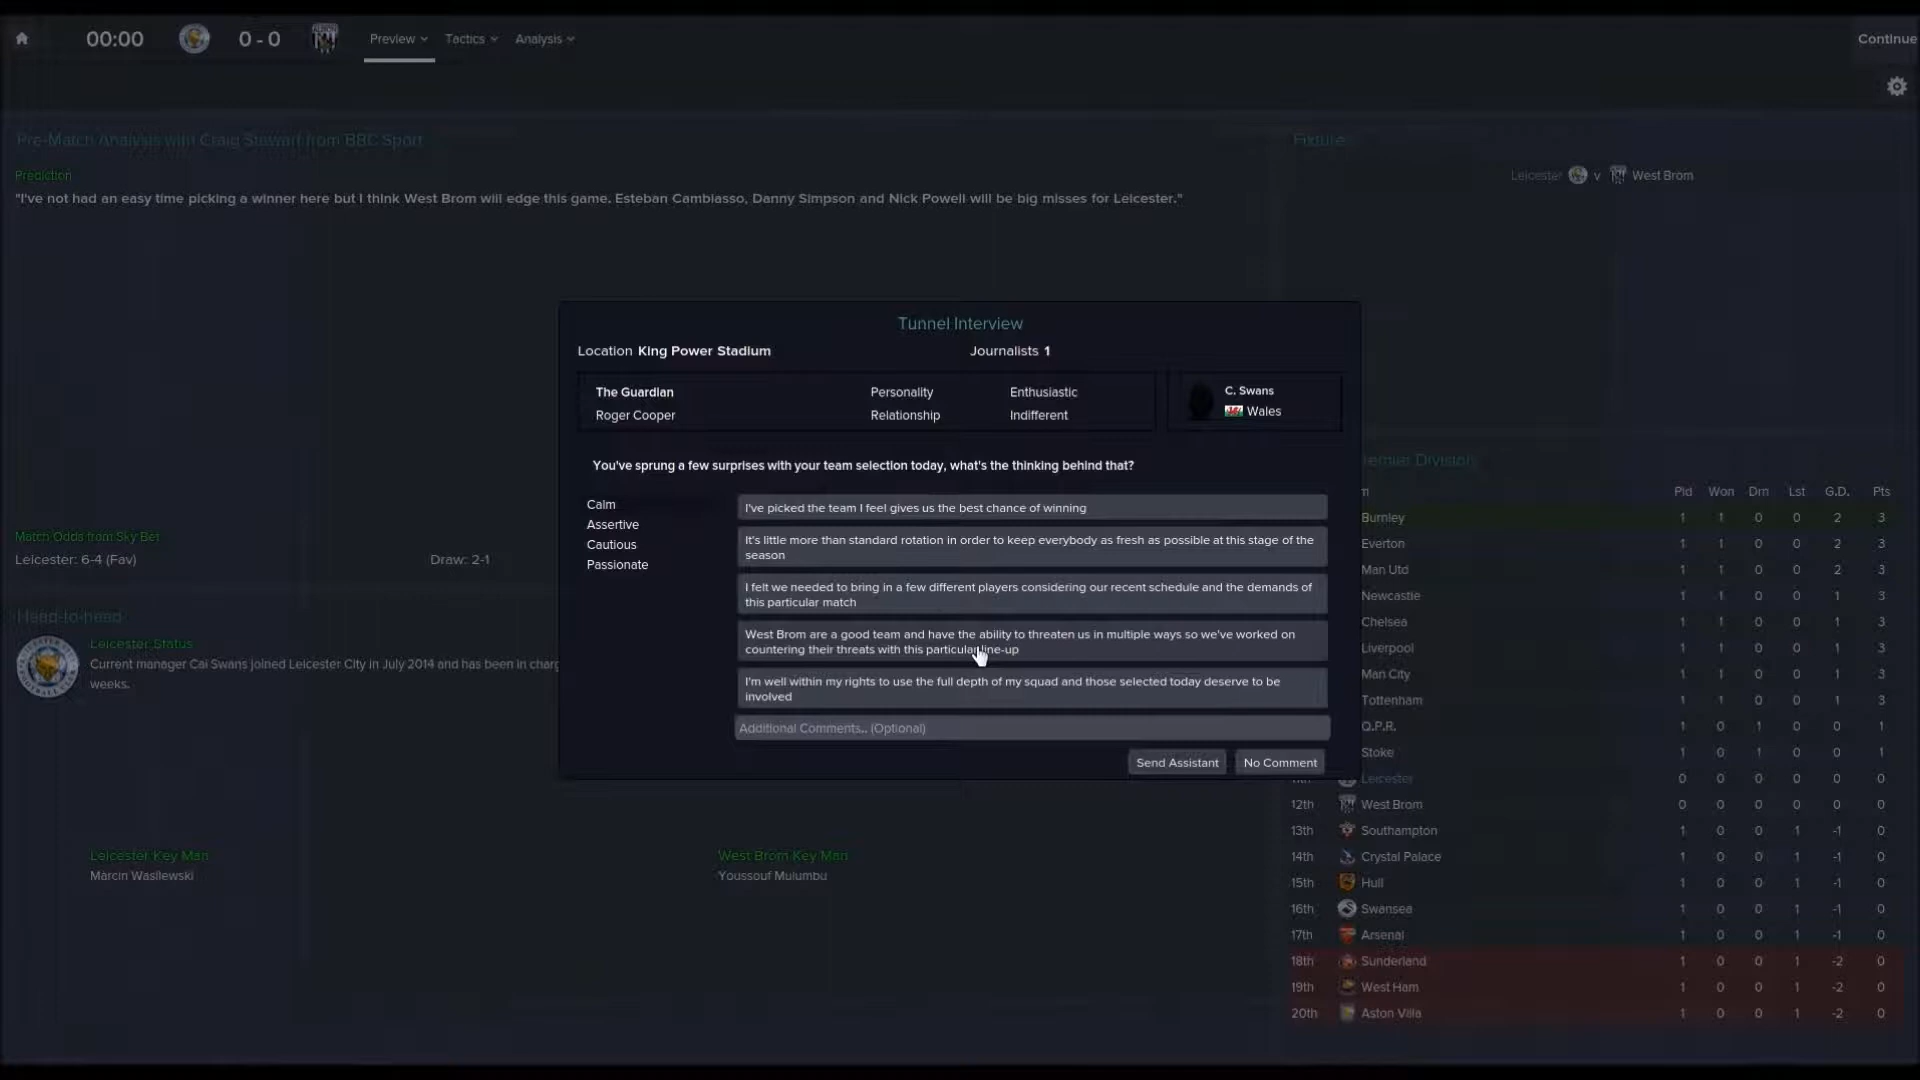 00:00
0 - 0
Preview
Tactics
Analysis
Continue
Pre-Match Analysis with Craig Stewart from BBC Sport
Fixture
Prediction
Leicester v West Brom
"I've not had an easy time picking a winner here but I think West Brom will edge this game. Esteban Cambiasso, Danny Simpson and Nick Powell will be big misses for Leicester."
Tunnel Interview
Location King Power Stadium
Journalists 1
The Guardian
Personality
Enthusiastic
Roger Cooper
Relationship
Indifferent
C. Swans
Wales
You've sprung a few surprises with your team selection today, what's the thinking behind that?
Calm
Assertive
Cautious
Passionate
I've picked the team I feel gives us the best chance of winning
It's little more than standard rotation in order to keep everybody as fresh as possible at this stage of the
season
I felt we needed to bring in a few different players considering our recent schedule and the demands of
this particular match
West Brom are a good team and have the ability to threaten us in multiple ways so we've worked on
countering their threats with this particular line-up
I'm well within my rights to use the full depth of my squad and those selected today deserve to be
involved
Additional Comments.. (Optional)
Send Assistant
No Comment
Match Odds from Sky Bet
Leicester: 6-4 (Fav)
Draw: 2-1
Head-to-head
Leicester Status
Current manager Cai Swans joined Leicester City in July 2014 and has been in charg
weeks.
Leicester Key Man
Marcin Wasilewski
West Brom Key Man
Youssouf Mulumbu
emier Division
Pld Won Drn Lst G.D. Pts
Burnley 1 1 0 0 2 3
Everton 1 1 0 0 2 3
Man Utd 1 1 0 0 2 3
Newcastle 1 1 0 0 1 3
Chelsea 1 1 0 0 1 3
Liverpool 1 1 0 0 1 3
Man City 1 1 0 0 1 3
Tottenham 1 1 0 0 1 3
Q.P.R. 1 0 1 0 0 1
Stoke 1 0 1 0 0 1
11th Leicester 0 0 0 0 0 0
12th West Brom 0 0 0 0 0 0
13th Southampton 1 0 0 1 -1 0
14th Crystal Palace 1 0 0 1 -1 0
15th Hull 1 0 0 1 -1 0
16th Swansea 1 0 0 1 -1 0
17th Arsenal 1 0 0 1 -1 0
18th Sunderland 1 0 0 1 -2 0
19th West Ham 1 0 0 1 -2 0
20th Aston Villa 1 0 0 1 -2 0